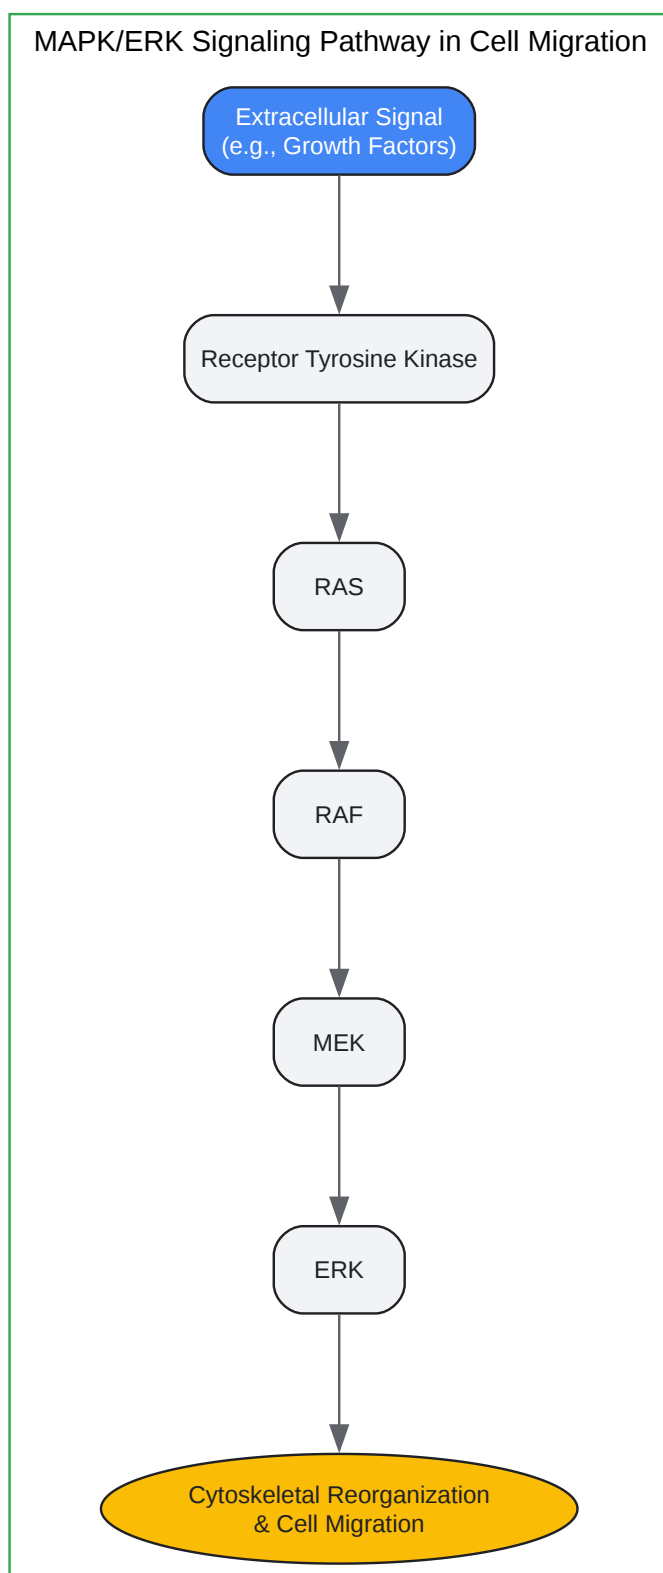 MAPK/ERK Signaling Pathway in Cell Migration
Extracellular Signal
(e.g., Growth Factors)
Receptor Tyrosine Kinase
RAS
RAF
MEK
ERK
Cytoskeletal Reorganization
& Cell Migration